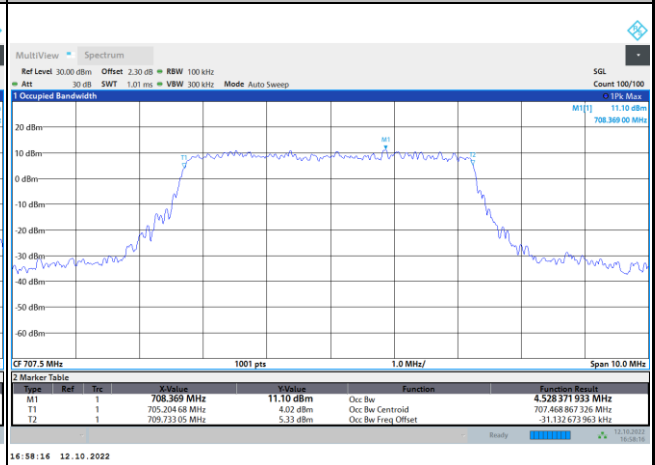 MultiView Spectrum
Ref Level 30.00 dBm Offset 2.30 dB RBW 100 kHz SGL
Att 30 dB SWT 1.01 ms VBW 300 kHz Mode Auto Sweep Count 100/100
1 Occupied Bandwidth 1Pk Max
M1[1] 11.10 dBm
708.369 00 MHz
20 dBm
M1
10 dBm
T1 T2
0 dBm
-10 dBm
-20 dBm
-30 dBm
-40 dBm
-50 dBm
-60 dBm
CF 707.5 MHz 1001 pts 1.0 MHz/ Span 10.0 MHz
2 Marker Table
Type Ref Trc X-Value Y-Value Function Function Result
M1 1 708.369 MHz 11.10 dBm Occ Bw 4.528 371 933 MHz
T1 1 705.204 68 MHz 4.02 dBm Occ Bw Centroid 707.468 867 326 MHz
T2 1 709.733 05 MHz 5.33 dBm Occ Bw Freq Offset -31.132 673 963 kHz
Ready 12.10.2022
16:58:16
16:58:16 12.10.2022